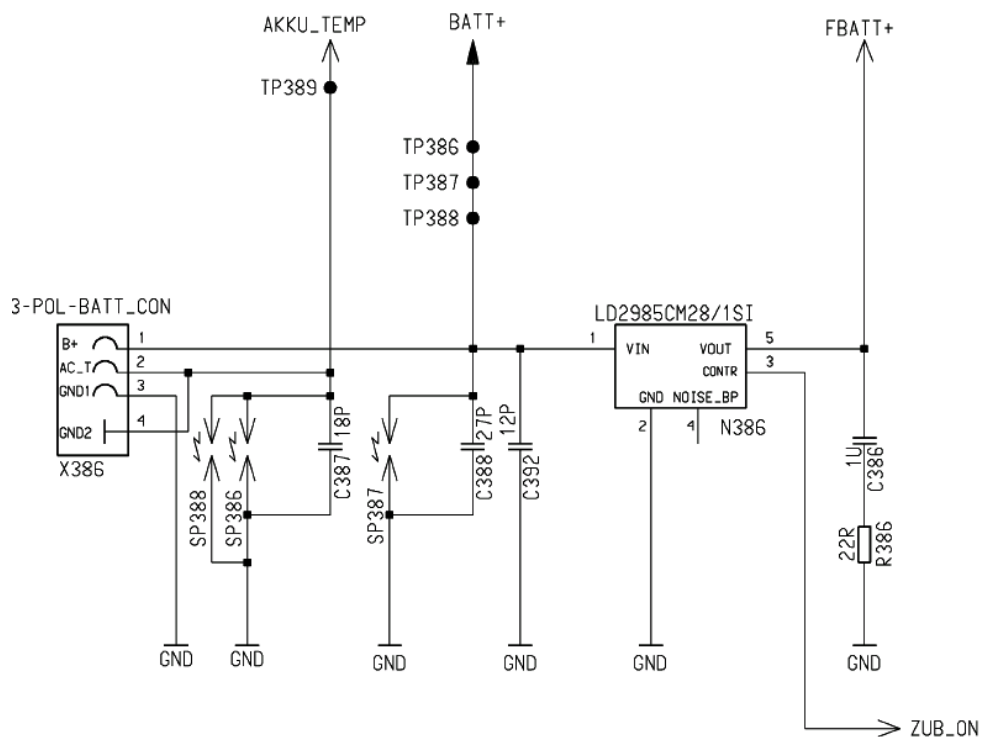 AKKU_TEMP
BATT+
FBATT+
TP389
TP386
TP387
TP388
3-POL-BATT_CON
LD2985CM28/1SI
B+
1
1
VIN
VOUT
5
AC_T
2
CONTR
3
GND1
3
GND NOISE_BP
GND2
4
2
4
N386
X386
SP388
SP386
18P
C387
SP387
27P
C388
12P
C392
1U
C386
22R
R386
GND
GND
GND
GND
GND
GND
ZUB_ON